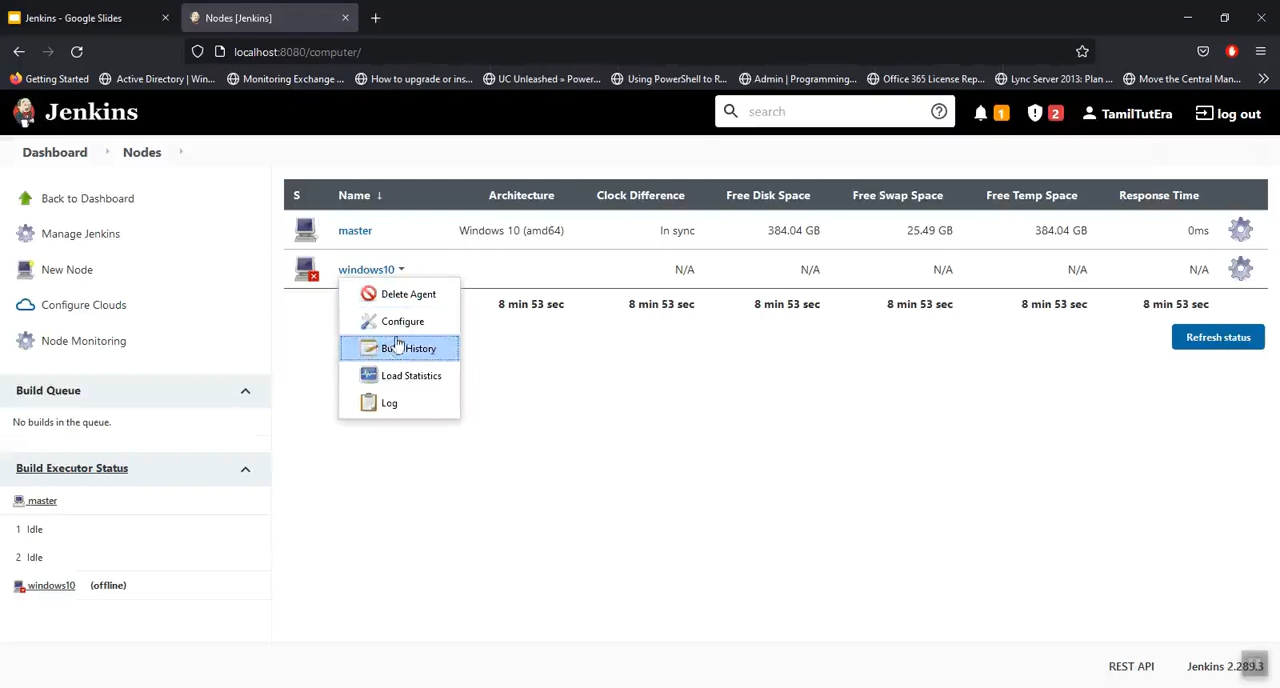 Jenkins - Google Slides
Nodes [Jenkins]
localhost:8080/computer/
Getting Started
Active Directory | Win...
Monitoring Exchange ...
How to upgrade or ins...
UC Unleashed » Power...
Using PowerShell to R...
Admin | Programming...
Office 365 License Rep...
Lync Server 2013: Plan ...
Move the Central Man...
Jenkins
search
1
2
TamilTutEra
log out
Dashboard
Nodes
Back to Dashboard
Manage Jenkins
New Node
Configure Clouds
Node Monitoring
Build Queue
No builds in the queue.
Build Executor Status
master
1 Idle
2 Idle
windows10 (offline)
S Name ↓ Architecture Clock Difference Free Disk Space Free Swap Space Free Temp Space Response Time
master Windows 10 (amd64) In sync 384.04 GB 25.49 GB 384.04 GB 0ms
windows10 N/A N/A N/A N/A N/A
8 min 53 sec 8 min 53 sec 8 min 53 sec 8 min 53 sec 8 min 53 sec 8 min 53 sec
Delete Agent
Configure
History
Load Statistics
Log
Refresh status
REST API
Jenkins 2.289.3